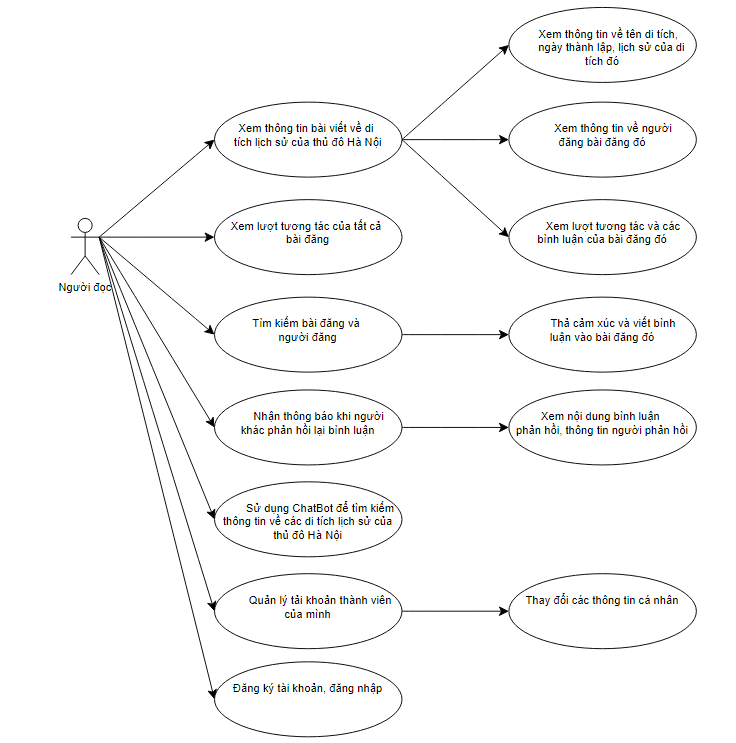 Xem thông tin về tên di tích,
ngày thành lập, lịch sử của di
tích đó
Xem thông tin bài viết về di
tích lịch sử của thủ đô Hà Nội
Xem thông tin về người
đăng bài đăng đó
Xem lượt tương tác của tất cả
bài đăng
Xem lượt tương tác và các
bình luận của bài đăng đó
Người đọc
Tìm kiếm bài đăng và
người đăng
Thả cảm xúc và viết bình
luận vào bài đăng đó
Nhận thông báo khi người
khác phản hồi lại bình luận
Xem nội dung bình luận
phản hồi, thông tin người phản hồi
Sử dụng ChatBot để tìm kiếm
thông tin về các di tích lịch sử của
thủ đô Hà Nội
Quản lý tải khoản thành viên
của mình
Thay đổi các thông tin cá nhân
Đăng ký tài khoản, đăng nhập